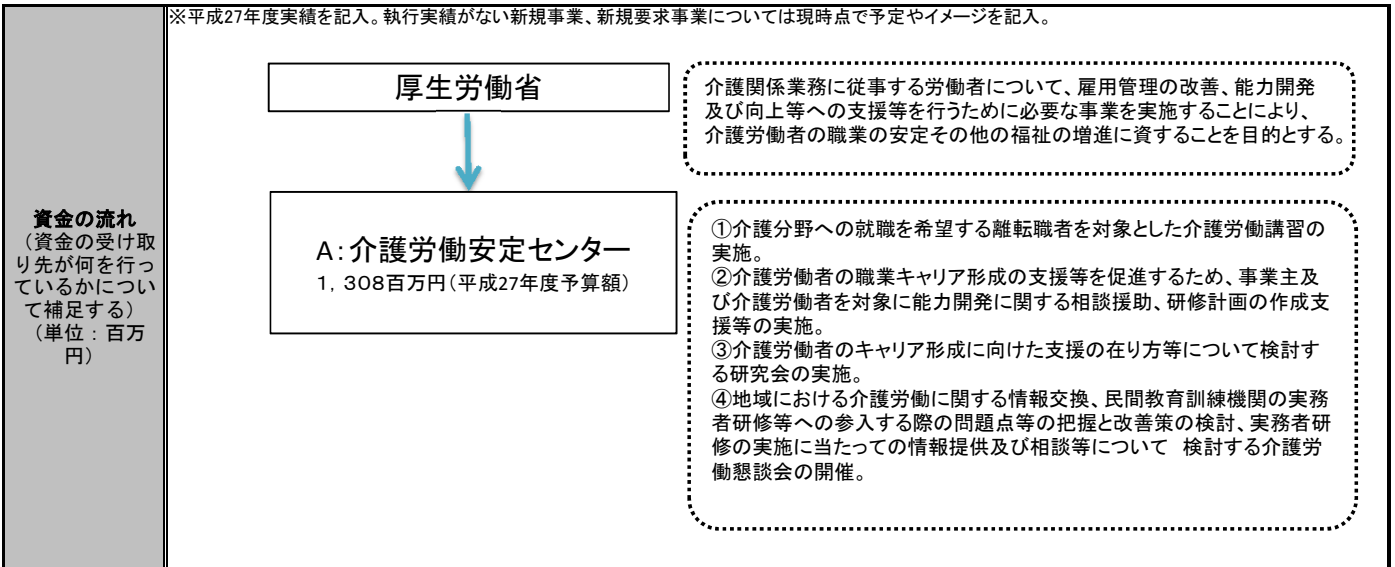 ※平成27年度実績を記入。執行実績がない新規事業、新規要求事業については現時点で予定やイメージを記入。
資金の流れ
(資金の受け取
り先が何を行っ
ているかについ
て補足する)
(単位:百万
円)
厚生労働省
介護関係業務に従事する労働者について、雇用管理の改善、能力開発
及び向上等への支援等を行うために必要な事業を実施することにより、
介護労働者の職業の安定その他の福祉の増進に資することを目的とする。
A:介護労働安定センター
1,308百万円(平成27年度予算額)
①介護分野への就職を希望する離転職者を対象とした介護労働講習の
実施。
②介護労働者の職業キャリア形成の支援等を促進するため、事業主及
び介護労働者を対象に能力開発に関する相談援助、研修計画の作成支
援等の実施。
③介護労働者のキャリア形成に向けた支援の在り方等について検討す
る研究会の実施。
④地域における介護労働に関する情報交換、民間教育訓練機関の実務
者研修等への参入する際の問題点等の把握と改善策の検討、実務者研
修の実施に当たっての情報提供及び相談等について 検討する介護労
働懇談会の開催。